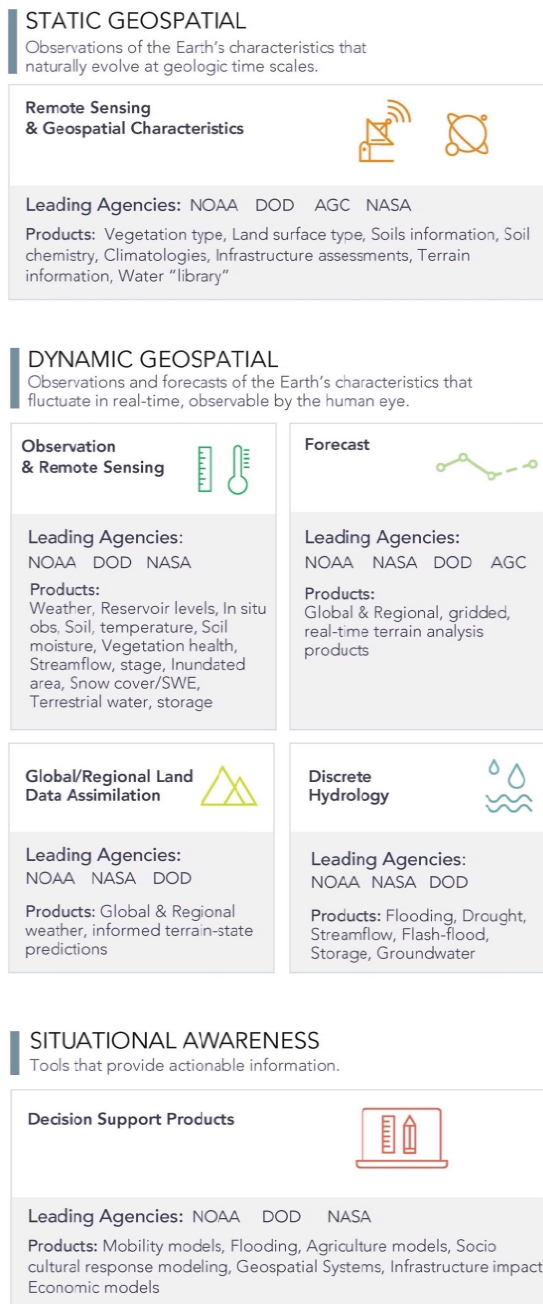 STATIC GEOSPATIAL
Observations of the Earth's characteristics that
naturally evolve at geologic time scales.
Remote Sensing
& Geospatial Characteristics
Leading Agencies: NOAA DOD AGC NASA
Products: Vegetation type, Land surface type, Soils information, Soil
chemistry, Climatologies, Infrastructure assessments, Terrain
information, Water “library”
DYNAMIC GEOSPATIAL
Observations and forecasts of the Earth's characteristics that
fluctuate in real-time, observable by the human eye.
Observation
& Remote Sensing
Leading Agencies:
NOAA DOD NASA
Products:
Weather, Reservoir levels, In situ
obs, Soil, temperature, Soil
moisture, Vegetation health,
Streamflow, stage, Inundated
area, Snow cover/SWE,
Terrestrial water, storage
Forecast
Leading Agencies:
NOAA NASA DOD AGC
Products:
Global & Regional, gridded,
real-time terrain analysis
products
Global/Regional Land
Data Assimilation
Leading Agencies:
NOAA NASA DOD
Products: Global & Regional
weather, informed terrain-state
predictions
Discrete
Hydrology
Leading Agencies:
NOAA NASA DOD
Products: Flooding, Drought,
Streamflow, Flash-flood,
Storage, Groundwater
SITUATIONAL AWARENESS
Tools that provide actionable information.
Decision Support Products
Leading Agencies: NOAA DOD NASA
Products: Mobility models, Flooding, Agriculture models, Socio
cultural response modeling, Geospatial Systems, Infrastructure impact
Economic models